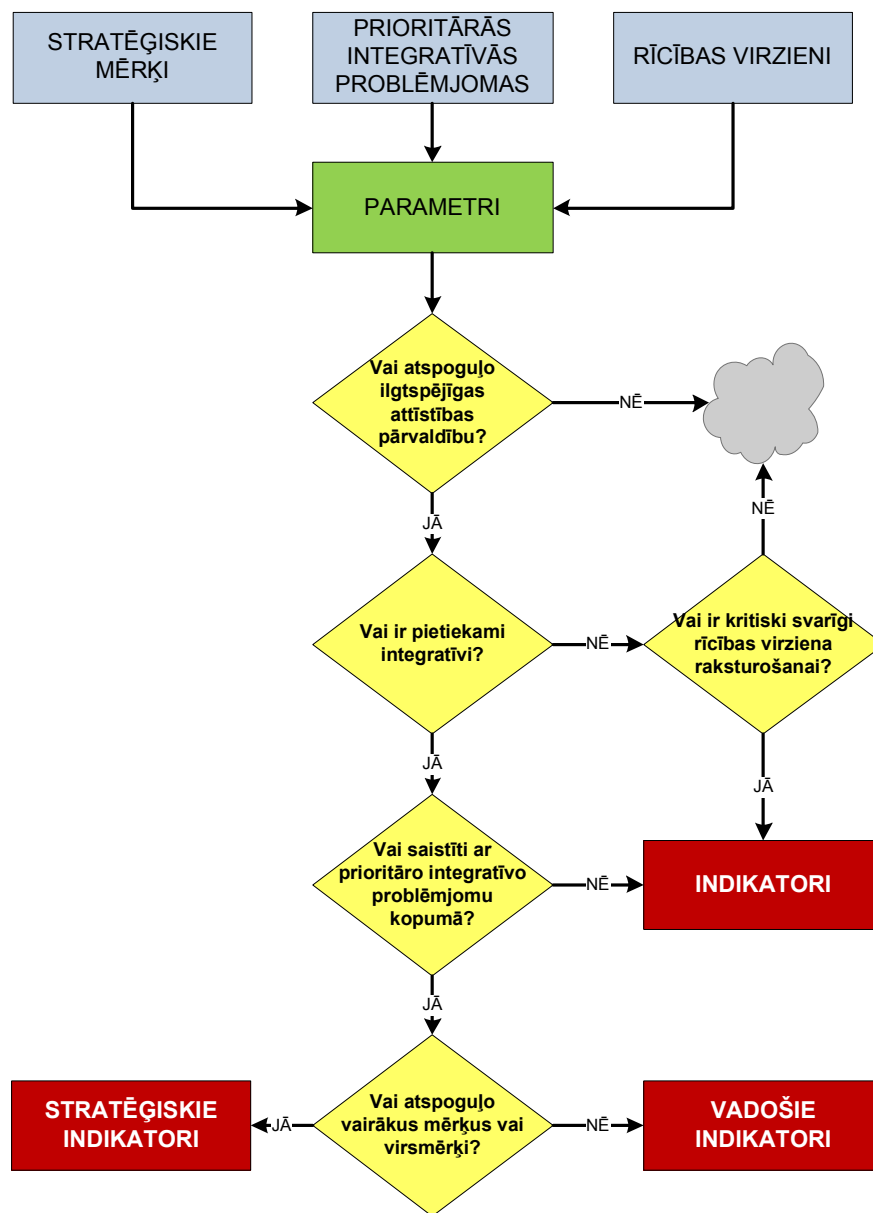 STRATĒĢISKIE
MĒRĶI
PRIORITĀRĀS
INTEGRATĪVĀS
PROBLĒMJOMAS
RĪCĪBAS VIRZIENI
PARAMETRI
Vai atspoguļo
ilgtspējīgas
attīstības
pārvaldību?
NĒ
JĀ
NĒ
Vai ir pietiekami
integratīvi?
NĒ
Vai ir kritiski svarīgi
rīcības virziena
raksturošanai?
JĀ
JĀ
Vai saistīti ar
prioritāro integratīvo
problēmjomu
kopumā?
NĒ
INDIKATORI
JĀ
STRATĒĢISKIE
INDIKATORI
JĀ
Vai atspoguļo
vairākus mērķus vai
virsmērķi?
NĒ
VADOŠIE
INDIKATORI